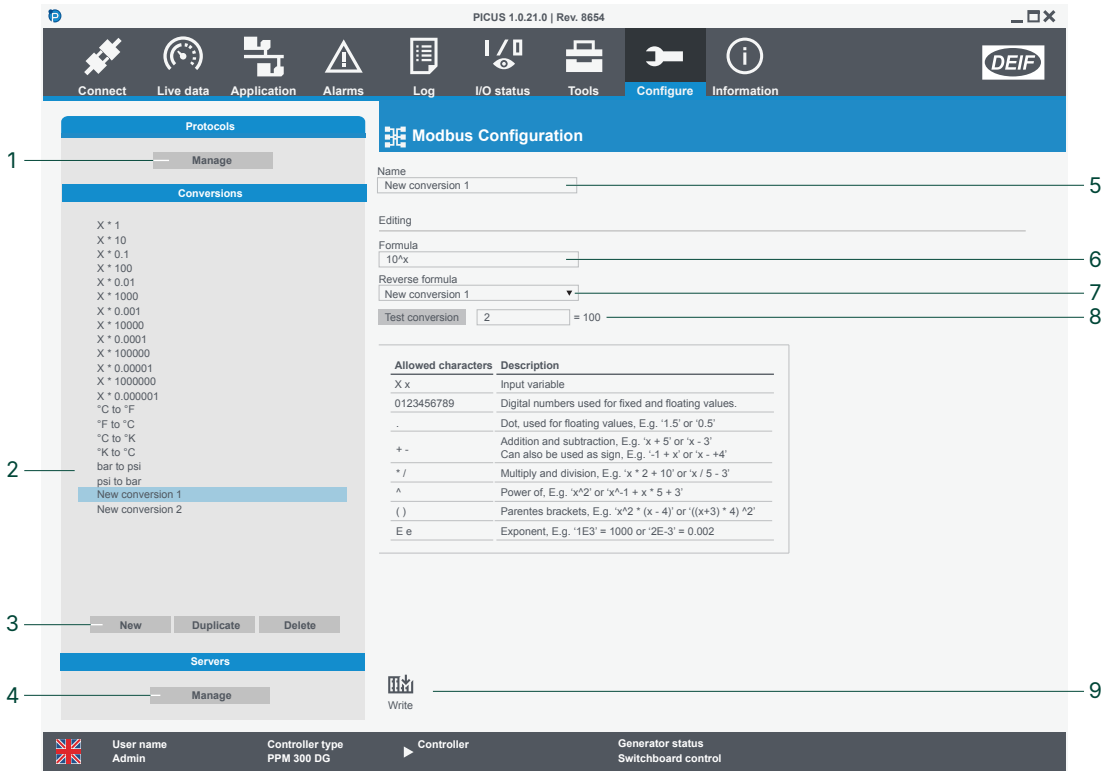 PICUS 1.0.21.0 | Rev. 8654
Connect
Live data
Application
Alarms
Log
I/O status
Tools
Configure
Information
DEIF
Protocols
1
Manage
Conversions
X * 1
X * 10
X * 0.1
X * 100
X * 0.01
X * 1000
X * 0.001
X * 10000
X * 0.0001
X * 100000
X * 0.00001
X * 1000000
X * 0.000001
°C to °F
°F to °C
°C to °K
°K to °C
bar to psi
2
psi to bar
New conversion 1
New conversion 2
3
New
Duplicate
Delete
Servers
4
Manage
Modbus Configuration
Name
New conversion 1
5
Editing
Formula
10^x
6
Reverse formula
New conversion 1
7
Test conversion
2
= 100
8
Allowed characters Description
X x Input variable
0123456789 Digital numbers used for fixed and floating values.
. Dot, used for floating values, E.g. ‘1.5’ or ‘0.5’
+ - Addition and subtraction, E.g. ‘x + 5’ or ‘x - 3’
Can also be used as sign, E.g. ‘-1 + x’ or ‘x - +4’
* / Multiply and division, E.g. ‘x * 2 + 10’ or ‘x / 5 - 3’
^ Power of, E.g. ‘x^2’ or ‘x^-1 + x * 5 + 3’
( ) Parentes brackets, E.g. ‘x^2 * (x - 4)’ or ‘((x+3) * 4) ^2’
E e Exponent, E.g. ‘1E3’ = 1000 or ‘2E-3’ = 0.002
Write
9
User name
Admin
Controller type
PPM 300 DG
Controller
Generator status
Switchboard control